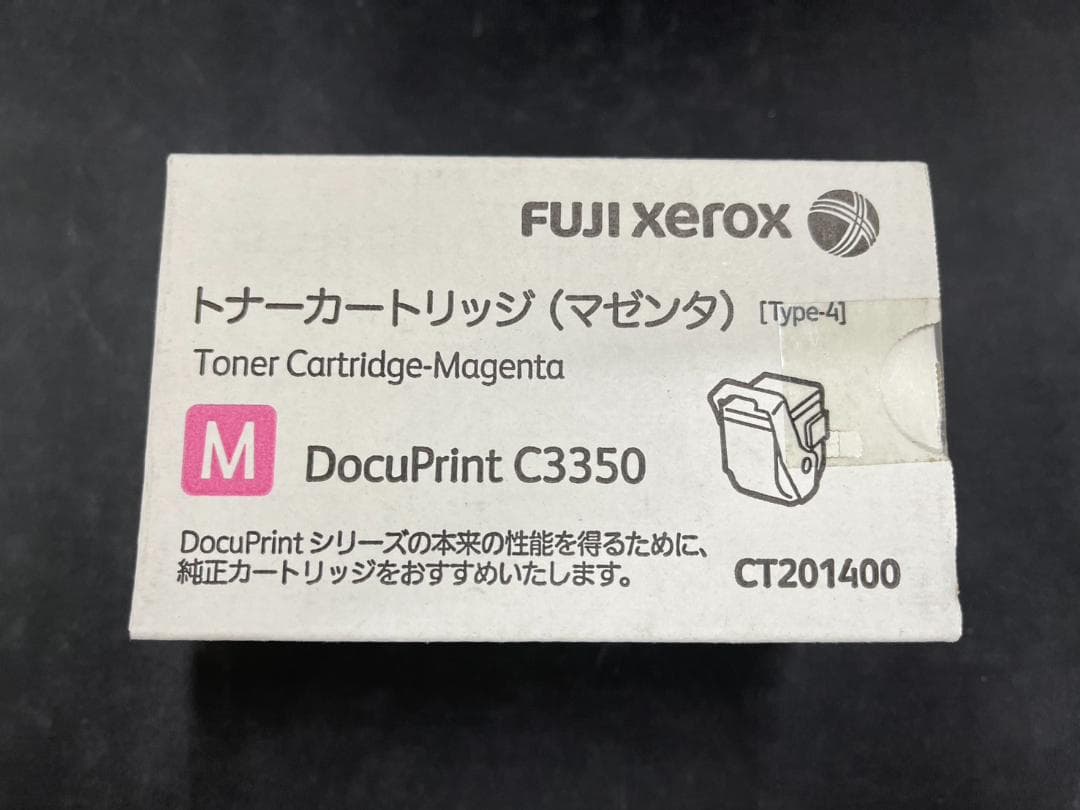 FUJI xerox
トナーカートリッジ（マゼンタ） [Type-4]
Toner Cartridge-Magenta
M DocuPrint C3350
DocuPrint シリーズの本来の性能を得るために、
純正カートリッジをおすすめいたします。
CT201400